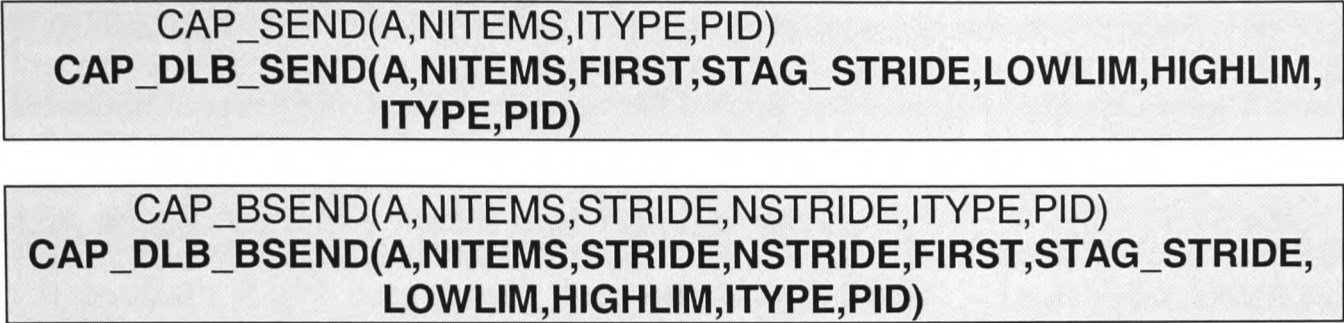 CAP_SEND(A,NITEMS,ITYPE,PID)
CAP_DLB_SEND(A,NITEMS,FIRST,STAG_STRIDE,LOWLIM,HIGHLIM,
ITYPE,PID)
CAP_BSEND(A,NITEMS,STRIDE,NSTRIDE,ITYPE,PID)
CAP_DLB_BSEND(A,NITEMS,STRIDE,NSTRIDE,FIRST,STAG_STRIDE,
LOWLIM,HIGHLIM,ITYPE,PID)